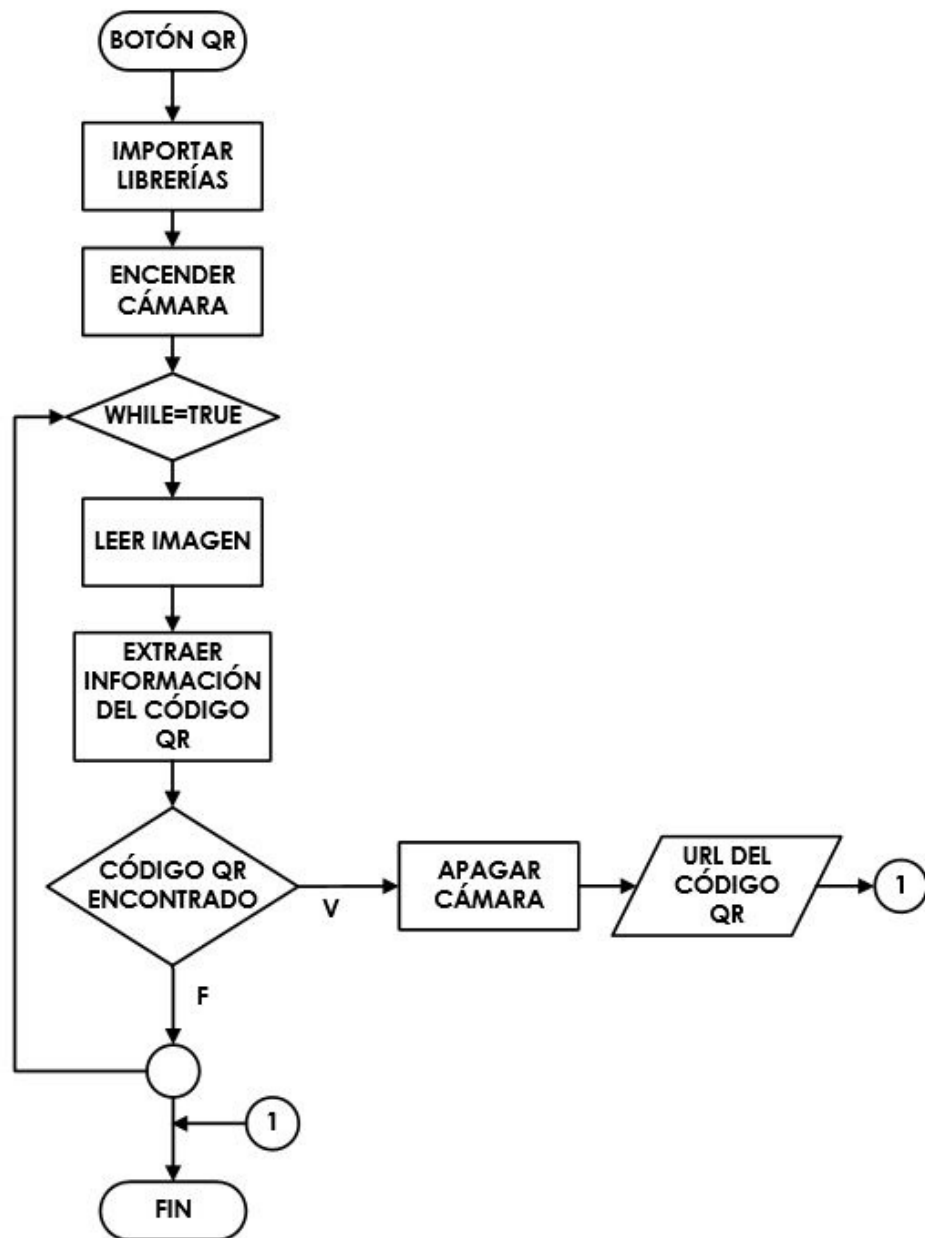 BOTÓN QR
IMPORTAR
LIBRERÍAS
ENCENDER
CÁMARA
WHILE=TRUE
LEER IMAGEN
EXTRAER
INFORMACIÓN
DEL CÓDIGO
QR
CÓDIGO QR
ENCONTRADO
V
APAGAR
CÁMARA
URL DEL
CÓDIGO
QR
1
F
1
FIN